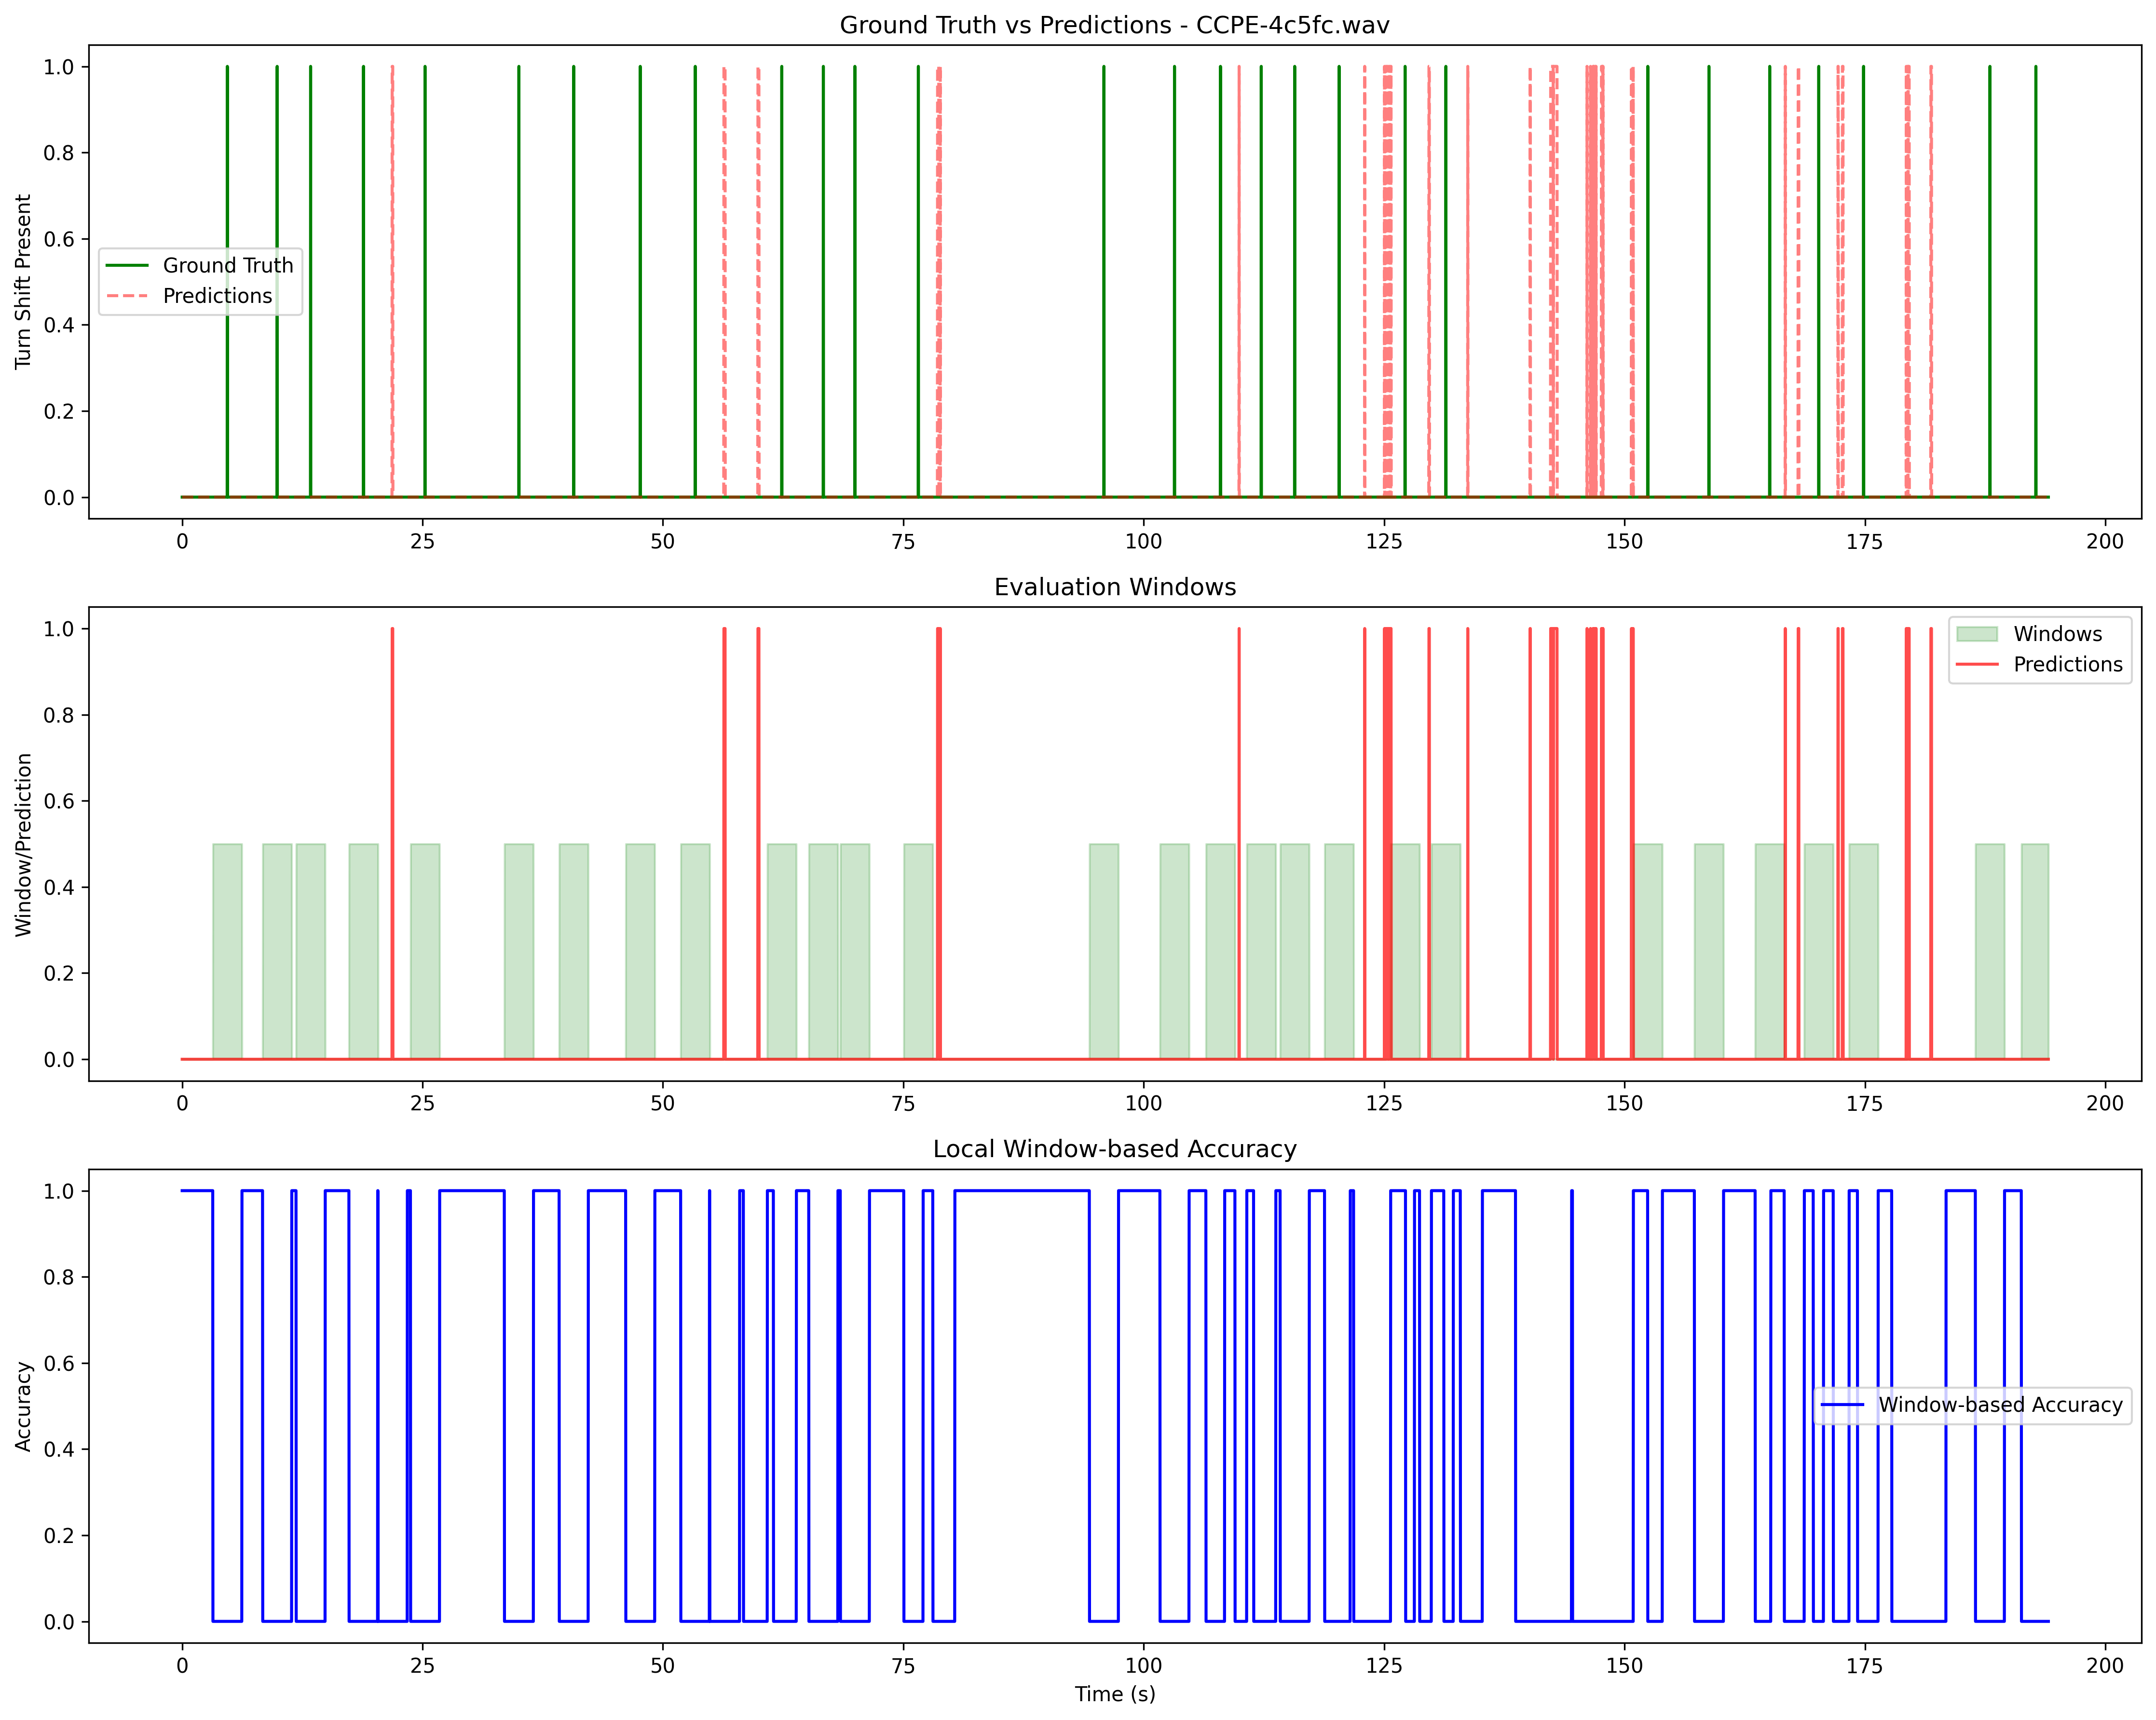 Ground Truth vs Predictions - CCPE-4c5fc.wav
Turn Shift Present
1.0
0.8
0.6
0.4
0.2
0.0
Ground Truth
Predictions
0 25 50 75 100 125 150 175 200
Evaluation Windows
Window/Prediction
1.0
0.8
0.6
0.4
0.2
0.0
Windows
Predictions
0 25 50 75 100 125 150 175 200
Local Window-based Accuracy
Accuracy
1.0
0.8
0.6
0.4
0.2
0.0
Window-based Accuracy
0 25 50 75 100 125 150 175 200
Time (s)